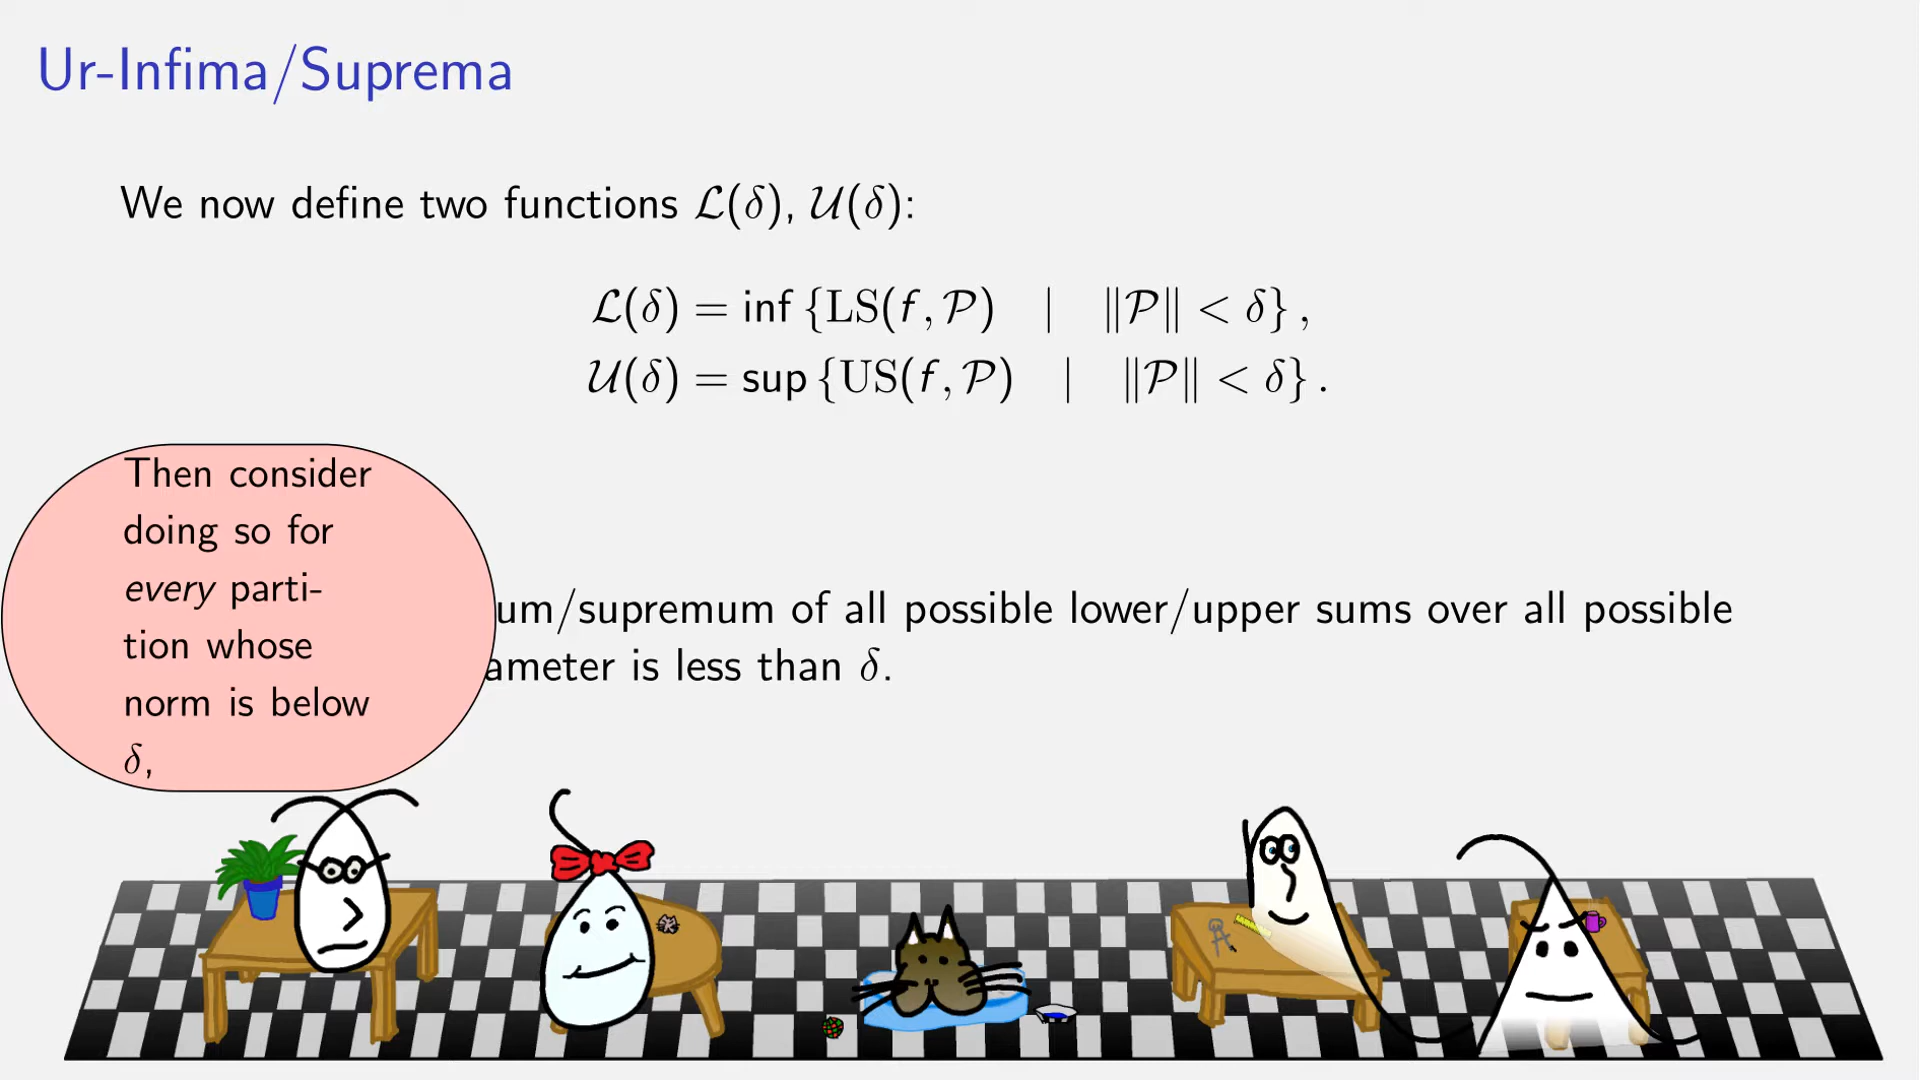 Ur-Infima/Suprema
We now define two functions ℒ(δ), 𝒰(δ):
ℒ(δ) = inf {LS(f, 𝒫) | ‖𝒫‖ < δ} ,
𝒰(δ) = sup {US(f, 𝒫) | ‖𝒫‖ < δ} .
Then consider
doing so for
every parti-
tion whose
norm is below
δ,
um/supremum of all possible lower/upper sums over all possible
ameter is less than δ.